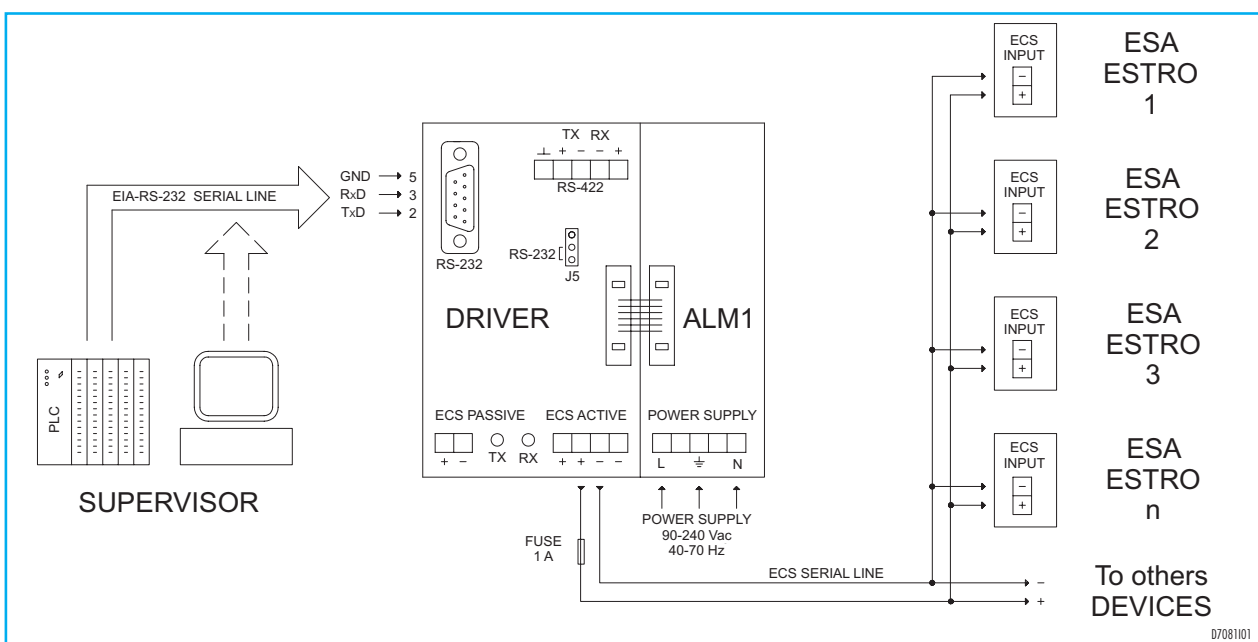 EIA-RS-232 SERIAL LINE
GND
5
RxD
3
TxD
2
PLC
SUPERVISOR
TX RX
⊥ + − − +
RS-422
RS-232
RS-232
J5
DRIVER
ALM1
ECS PASSIVE
+ −
TX RX
ECS ACTIVE
+ + − −
POWER SUPPLY
L
N
FUSE
1 A
POWER SUPPLY
90-240 Vac
40-70 Hz
ECS SERIAL LINE
ECS
INPUT
−
+
ESA
ESTRO
1
ECS
INPUT
−
+
ESA
ESTRO
2
ECS
INPUT
−
+
ESA
ESTRO
3
ECS
INPUT
−
+
ESA
ESTRO
n
−
+
To others
DEVICES
D7081I01